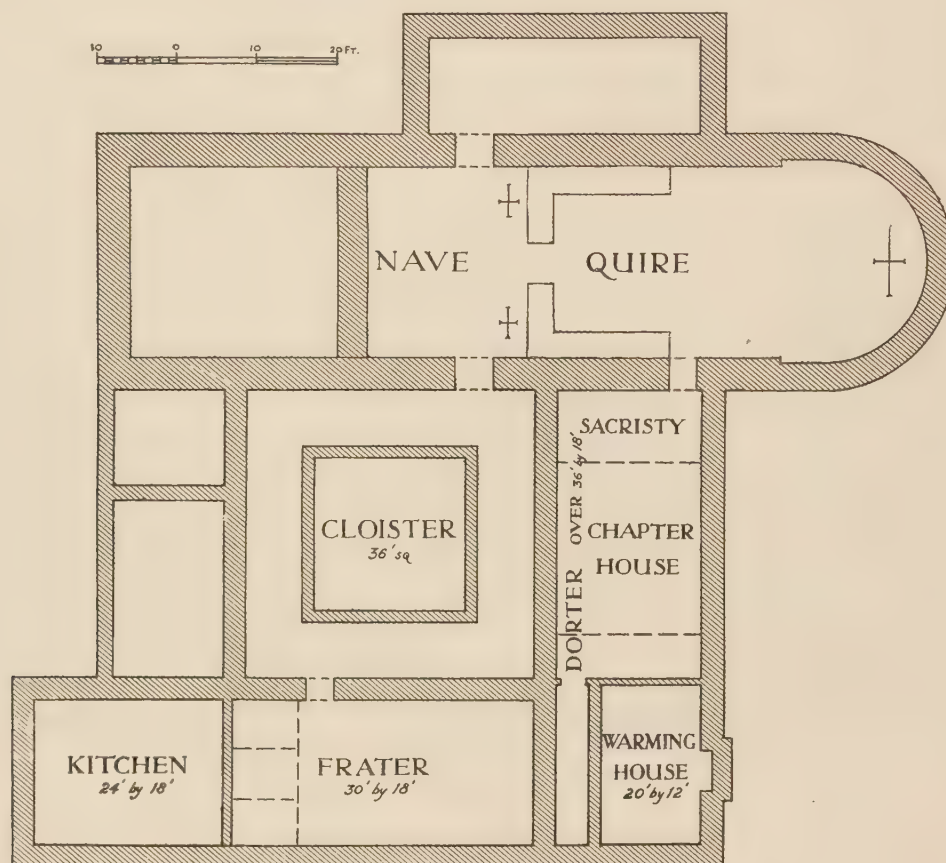 10 0 10 20 FT.
NAVE
QUIRE
SACRISTY
CLOISTER
36' sq
DORTER OVER 36' by 18'
CHAPTER
HOUSE
KITCHEN
24' by 18'
FRATER
30' by 18'
WARMING
HOUSE
20' by 12'